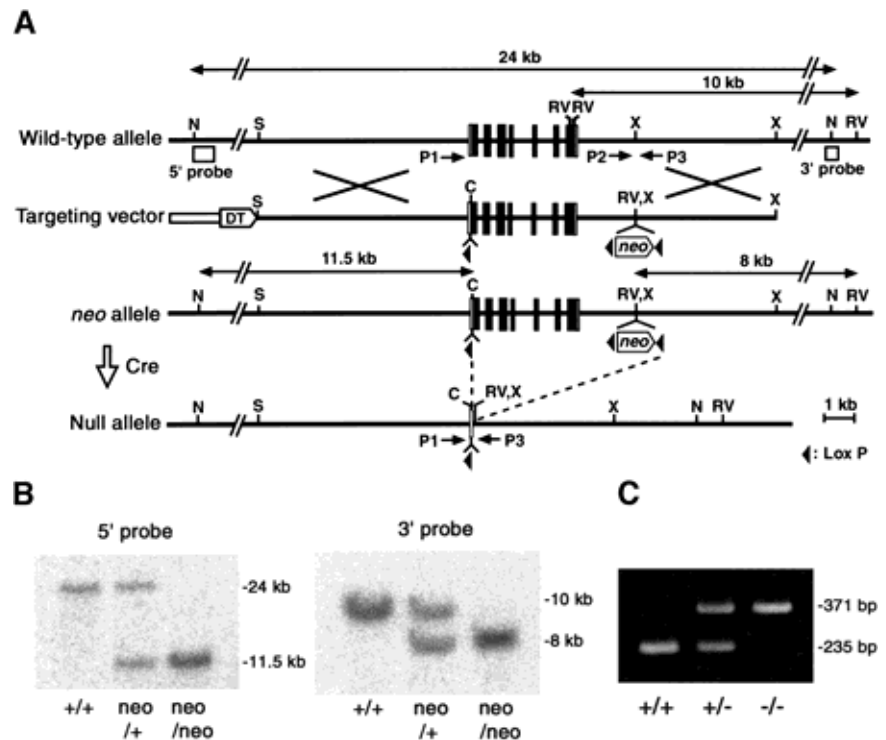 A
24 kb
10 kb
RVRV
N S X X N RV
Wild-type allele
P1 P2 P3
5' probe 3' probe
C
S X
RV,X
Targeting vector DT
neo
11.5 kb 8 kb
C
N S RV,X X N RV
neo allele
neo
Cre
C RV,X
N S X N RV
Null allele
1 kb
P1 P3
: Lox P
B
5' probe
-24 kb
-11.5 kb
+/+ neo/+ neo/neo
3' probe
-10 kb
-8 kb
+/+ neo/+ neo/neo
C
-371 bp
-235 bp
+/+ +/- -/-